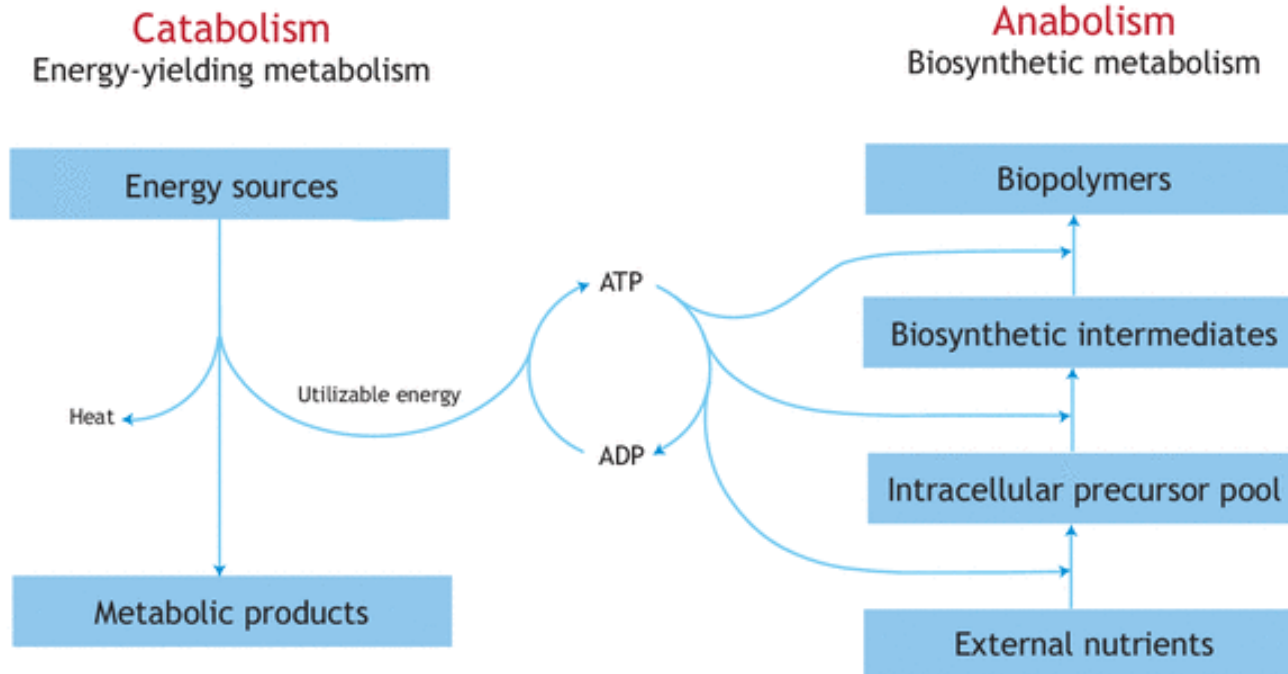 Catabolism
Energy-yielding metabolism
Anabolism
Biosynthetic metabolism
Energy sources
Biopolymers
ATP
Biosynthetic intermediates
Utilizable energy
Heat
ADP
Intracellular precursor pool
Metabolic products
External nutrients